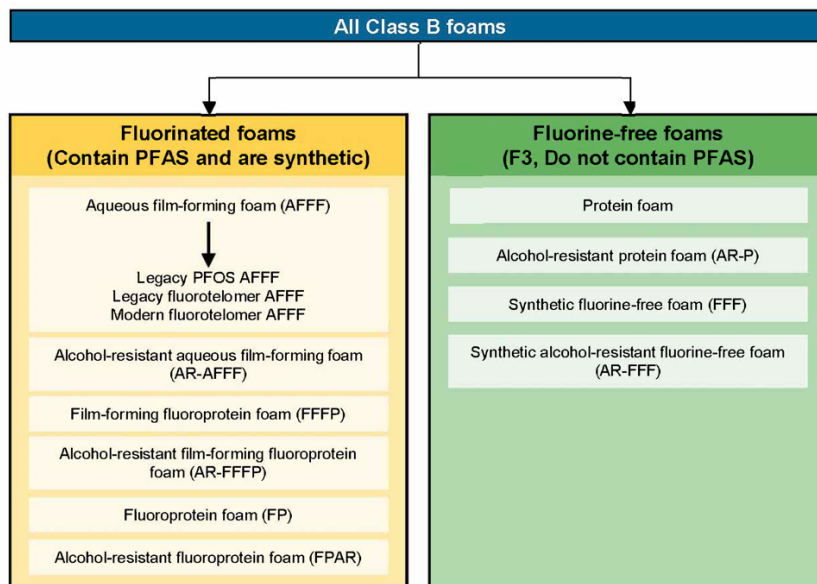 All Class B foams
Fluorinated foams
(Contain PFAS and are synthetic)
Aqueous film-forming foam (AFFF)
Legacy PFOS AFFF
Legacy fluorotelomer AFFF
Modern fluorotelomer AFFF
Alcohol-resistant aqueous film-forming foam
(AR-AFFF)
Film-forming fluoroprotein foam (FFFP)
Alcohol-resistant film-forming fluoroprotein
foam (AR-FFFP)
Fluoroprotein foam (FP)
Alcohol-resistant fluoroprotein foam (FPAR)
Fluorine-free foams
(F3, Do not contain PFAS)
Protein foam
Alcohol-resistant protein foam (AR-P)
Synthetic fluorine-free foam (FFF)
Synthetic alcohol-resistant fluorine-free foam
(AR-FFF)